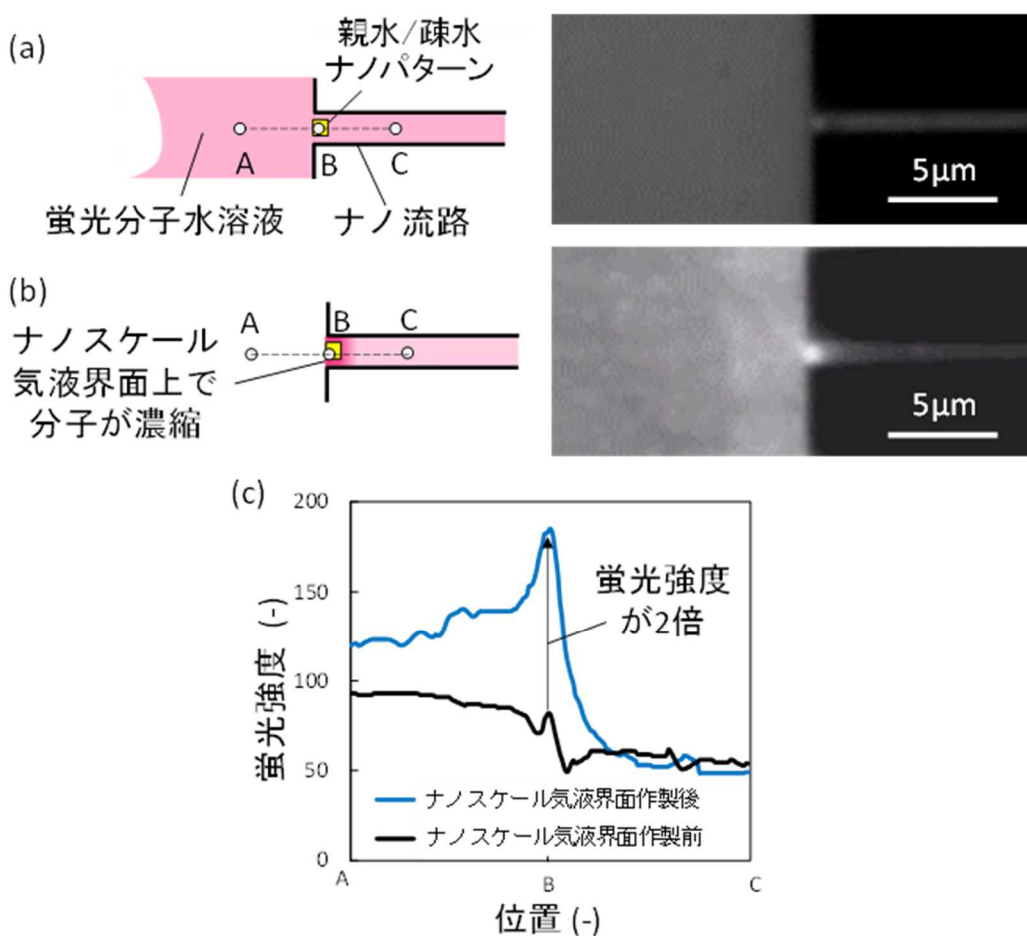 (a)
親水/疎水
ナノパターン
A
B
C
蛍光分子水溶液
ナノ流路
5μm
(b)
A
B
C
ナノスケール
気液界面上で
分子が濃縮
5μm
(c)
200
150
100
50
0
蛍光強度 (-)
蛍光強度
が2倍
ナノスケール気液界面作製後
ナノスケール気液界面作製前
A
B
C
位置 (-)